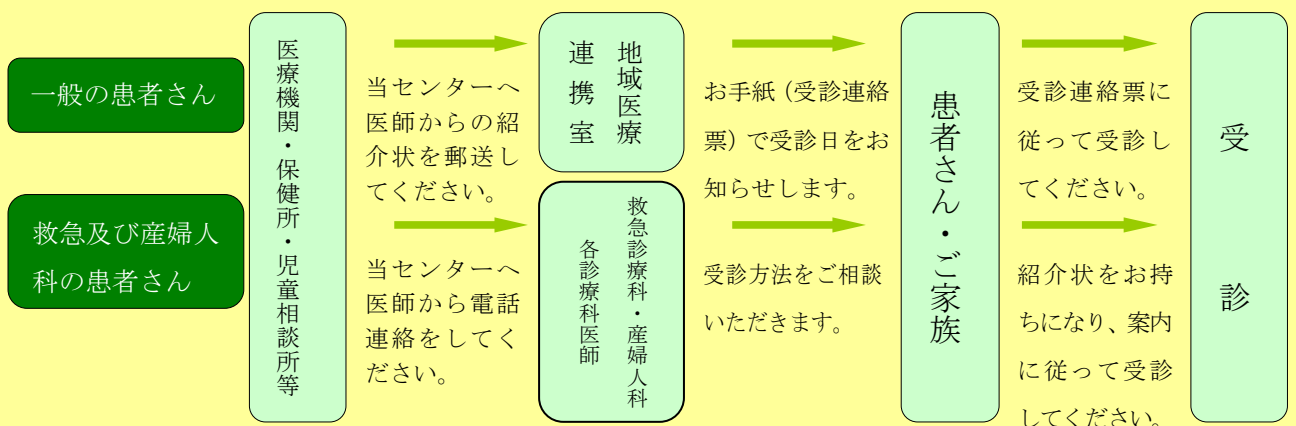 一般の患者さん
救急及び産婦人
科の患者さん
医療機関・保健所・児童相談所等
当センターへ
医師からの紹
介状を郵送し
てください。
当センターへ
医師から電話
連絡をしてく
ださい。
地域医療
連携室
救急診療科・産婦人科
各診療科医師
お手紙（受診連絡
票）で受診日をお
知らせします。
受診方法をご相談
いただきます。
患者さん・ご家族
受診連絡票に
従って受診し
てください。
紹介状をお持
ちになり、案内
に従って受診
してください。
受診